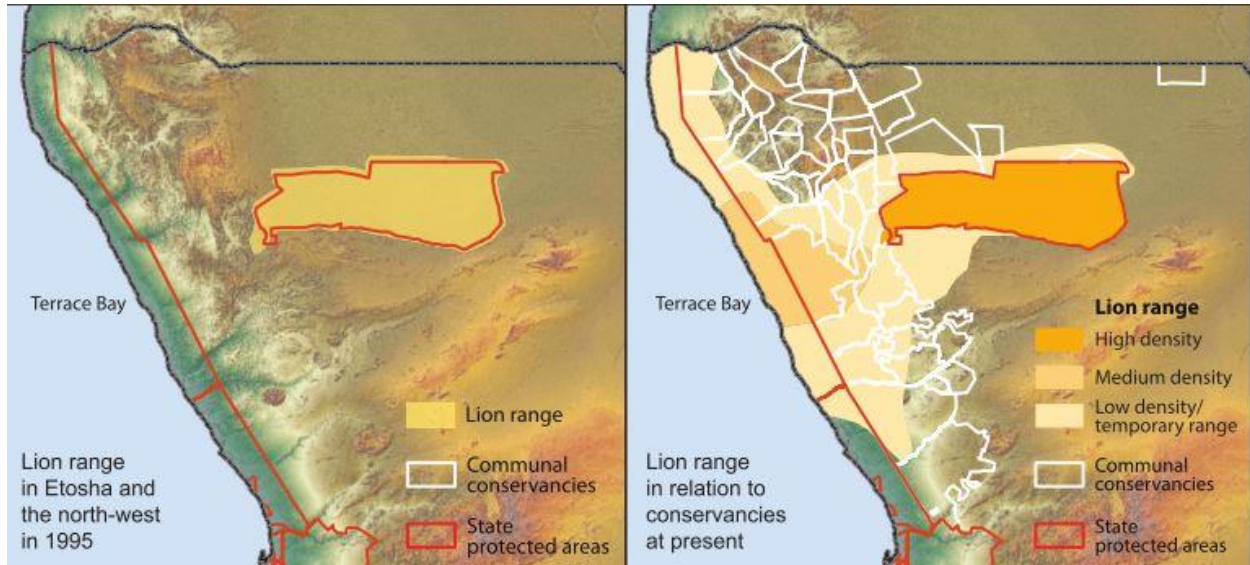 Terrace Bay
Lion range
in Etosha and
the north-west
in 1995
Lion range
Communal
conservancies
State
protected areas
Terrace Bay
Lion range
in relation to
conservancies
at present
Lion range
High density
Medium density
Low density/
temporary range
Communal
conservancies
State
protected areas